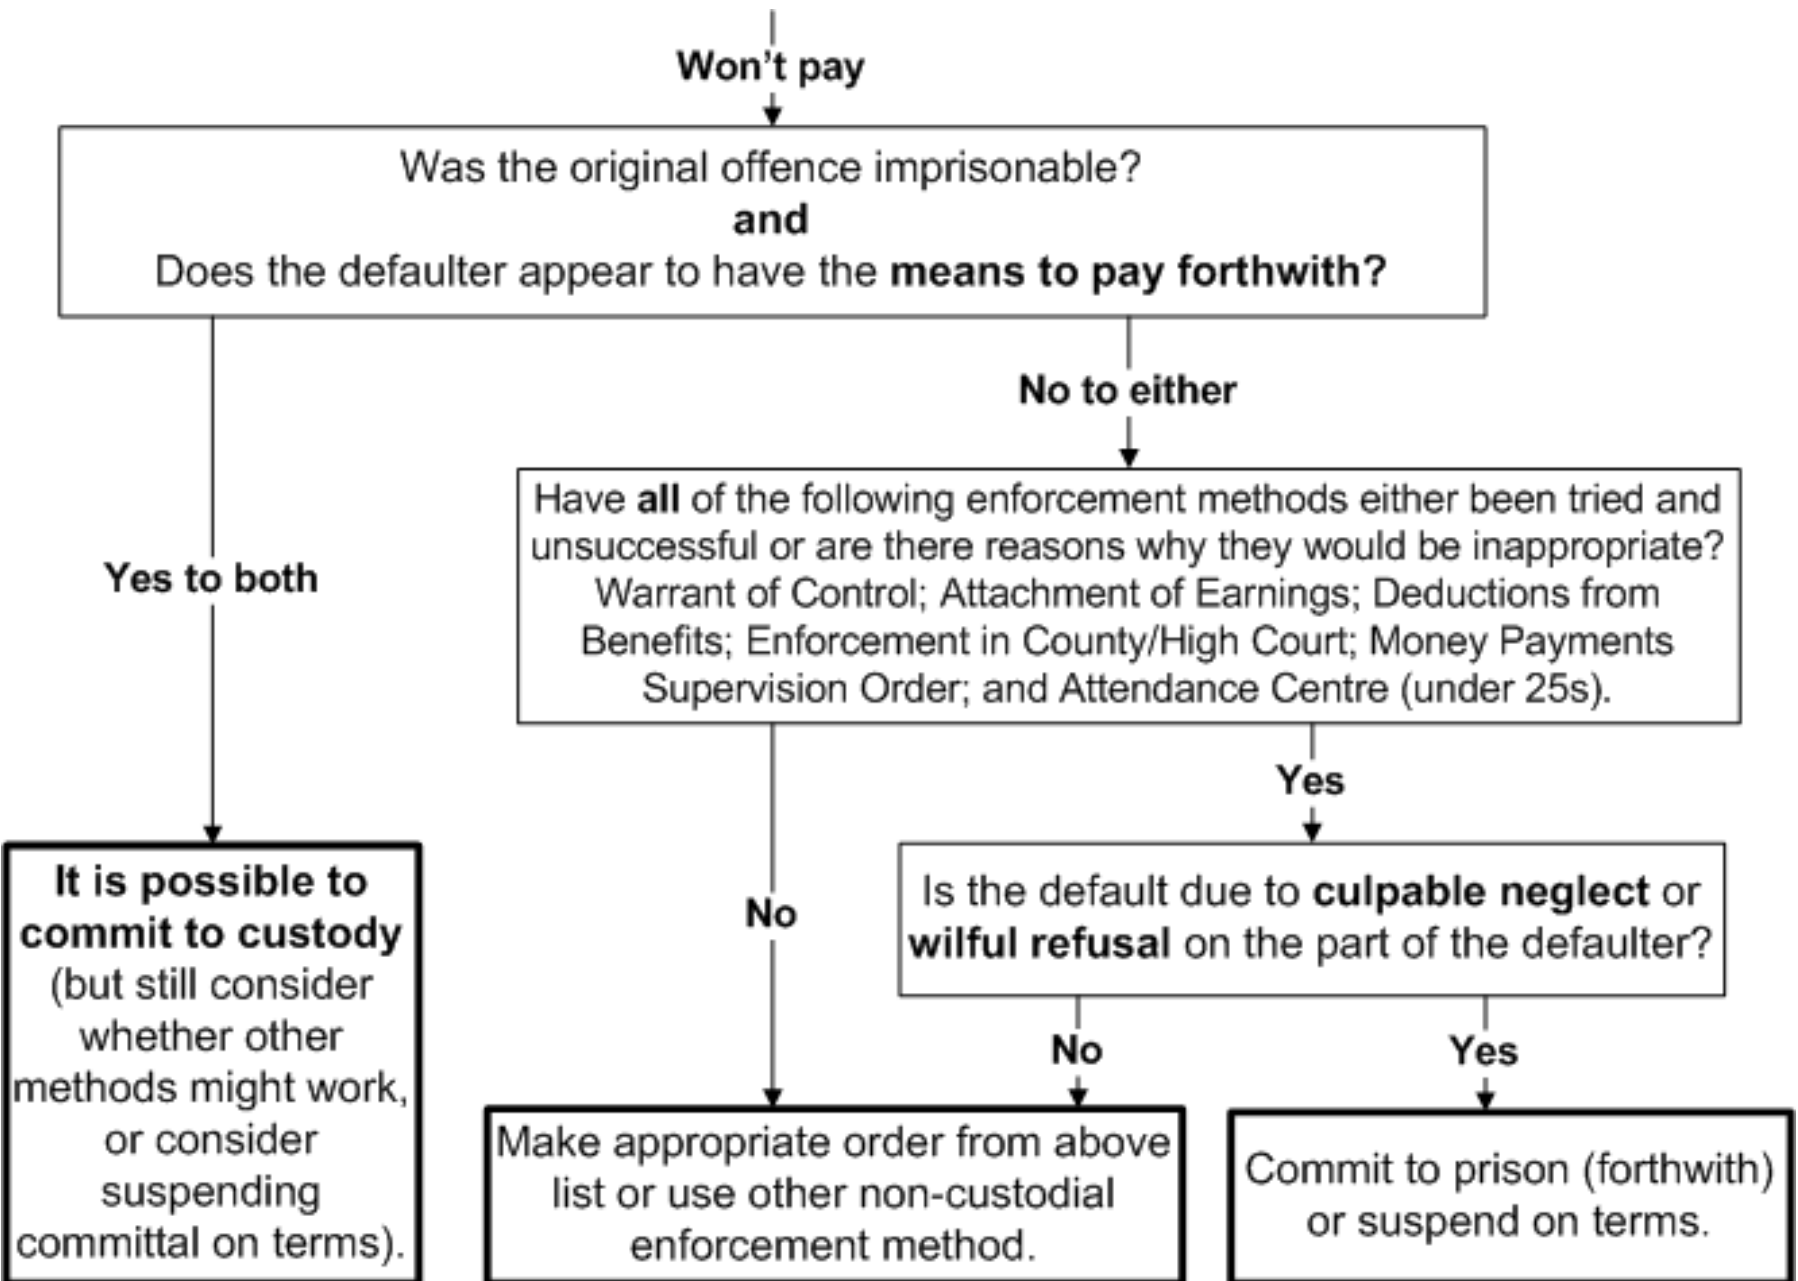 Won't pay
Was the original offence imprisonable?
and
Does the defaulter appear to have the means to pay forthwith?
No to either
Have all of the following enforcement methods either been tried and
unsuccessful or are there reasons why they would be inappropriate?
Warrant of Control; Attachment of Earnings; Deductions from
Benefits; Enforcement in County/High Court; Money Payments
Supervision Order; and Attendance Centre (under 25s).
Yes to both
Yes
It is possible to
commit to custody
(but still consider
whether other
methods might work,
or consider
suspending
committal on terms).
No
Is the default due to culpable neglect or
wilful refusal on the part of the defaulter?
No
Yes
Make appropriate order from above
list or use other non-custodial
enforcement method.
Commit to prison (forthwith)
or suspend on terms.